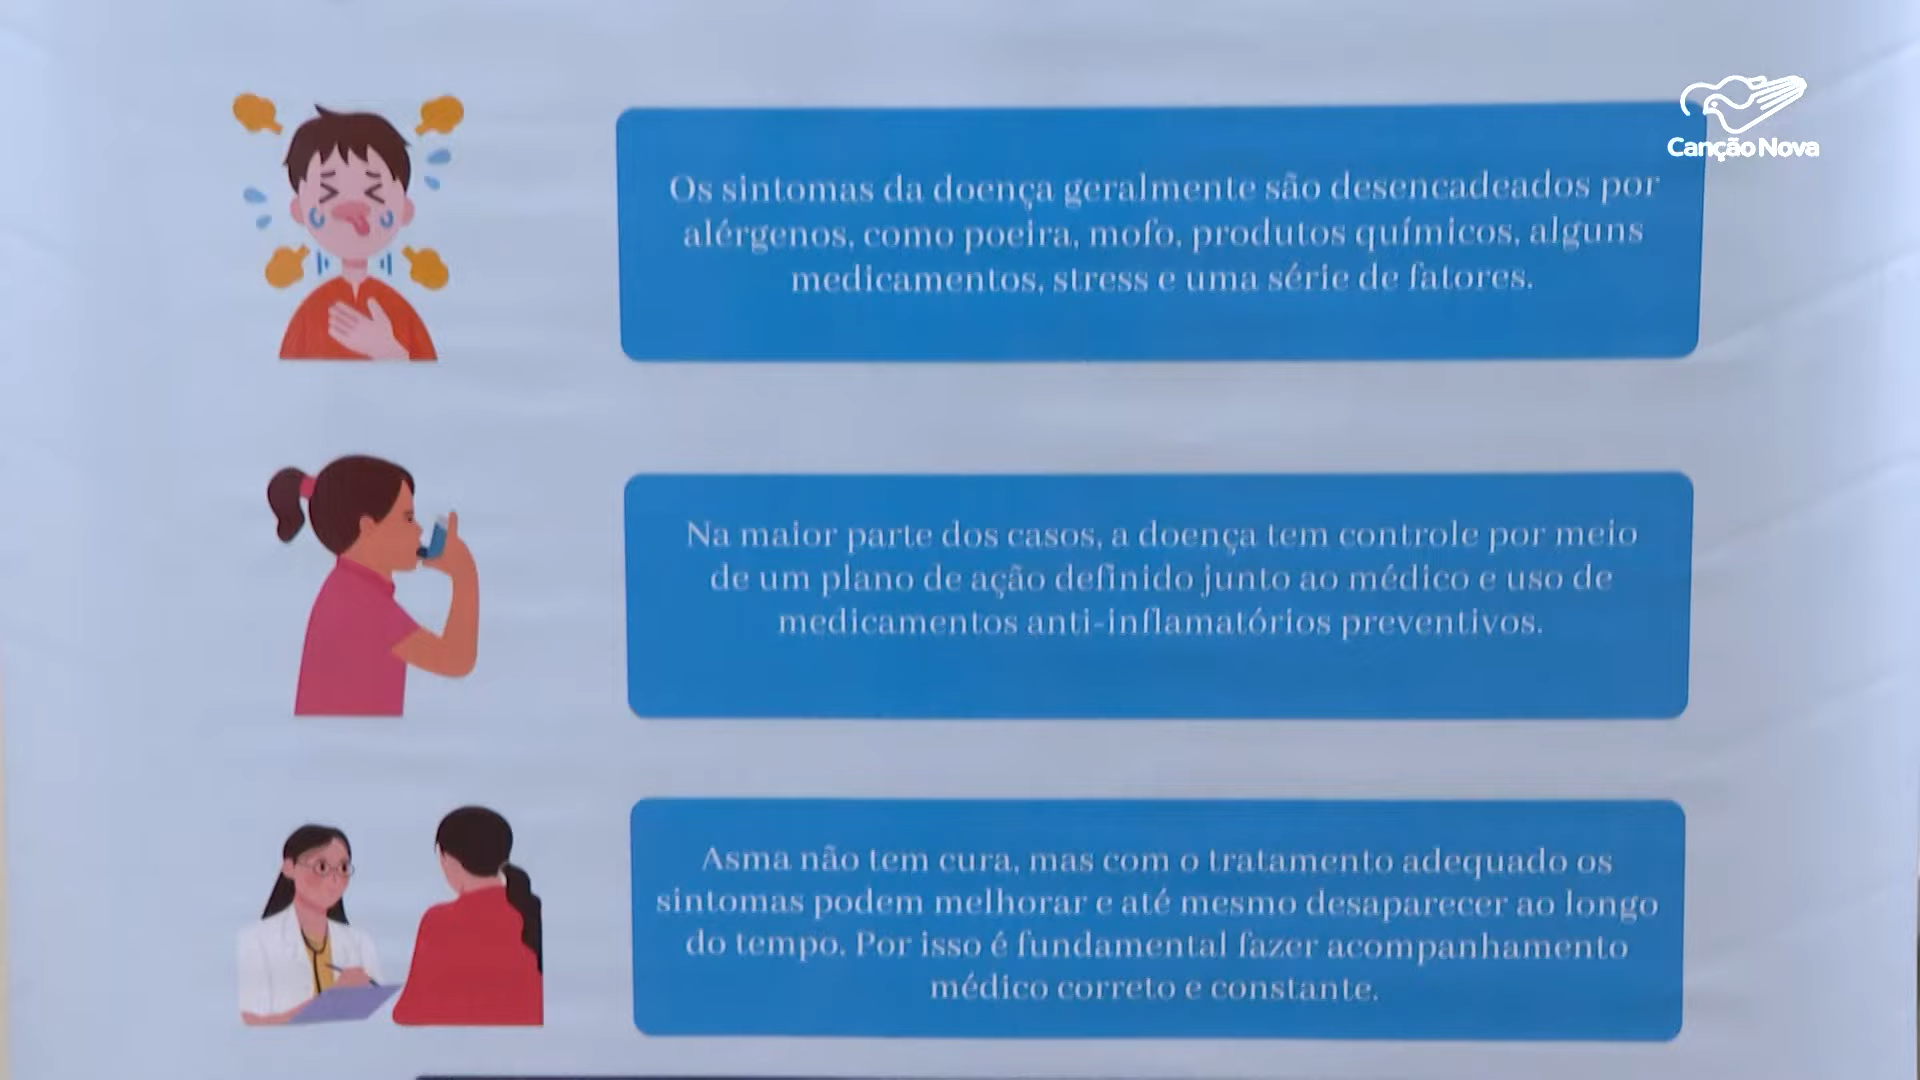 Canção Nova
Os sintomas da doença geralmente são desencadeados por
alérgenos, como poeira, mofo, produtos químicos, alguns
medicamentos, stress e uma série de fatores.
Na maior parte dos casos, a doença tem controle por meio
de um plano de ação definido junto ao médico e uso de
medicamentos anti-inflamatórios preventivos.
Asma não tem cura, mas com o tratamento adequado os
sintomas podem melhorar e até mesmo desaparecer ao longo
do tempo. Por isso é fundamental fazer acompanhamento
médico correto e constante.